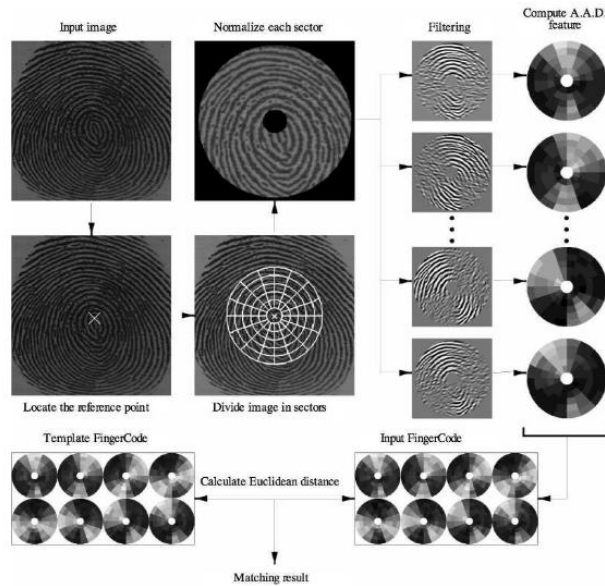 Input image
Normalize each sector
Filtering
Compute A.A.D.
feature
Locate the reference point
Divide image in sectors
Template FingerCode
Input FingerCode
Calculate Euclidean distance
Matching result